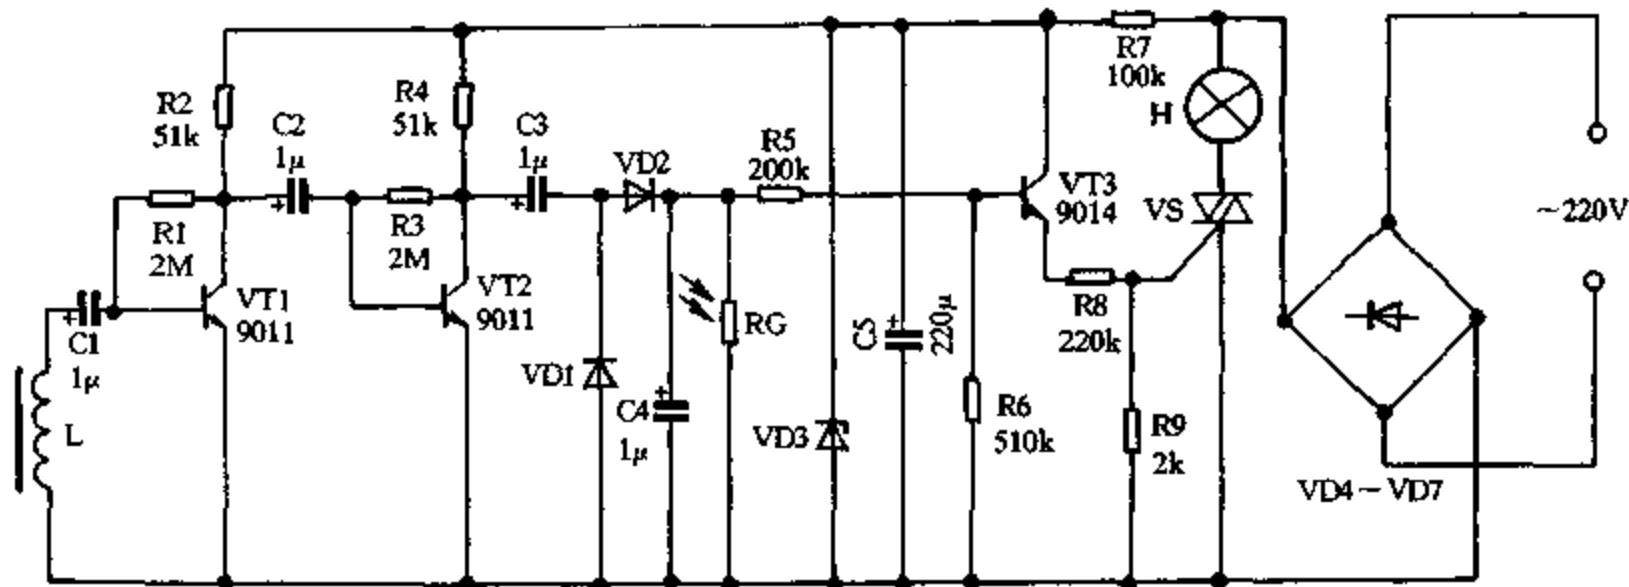 R2
51k
C2
1μ
R4
51k
C3
1μ
VD2
R5
200k
R7
100k
H
VT3
9014
VS
~220V
R1
2M
R3
2M
C1
1μ
VT1
9011
VT2
9011
L
VD1
C4
1μ
RG
VD3
C5
220μ
R6
510k
R8
220k
R9
2k
VD4~VD7